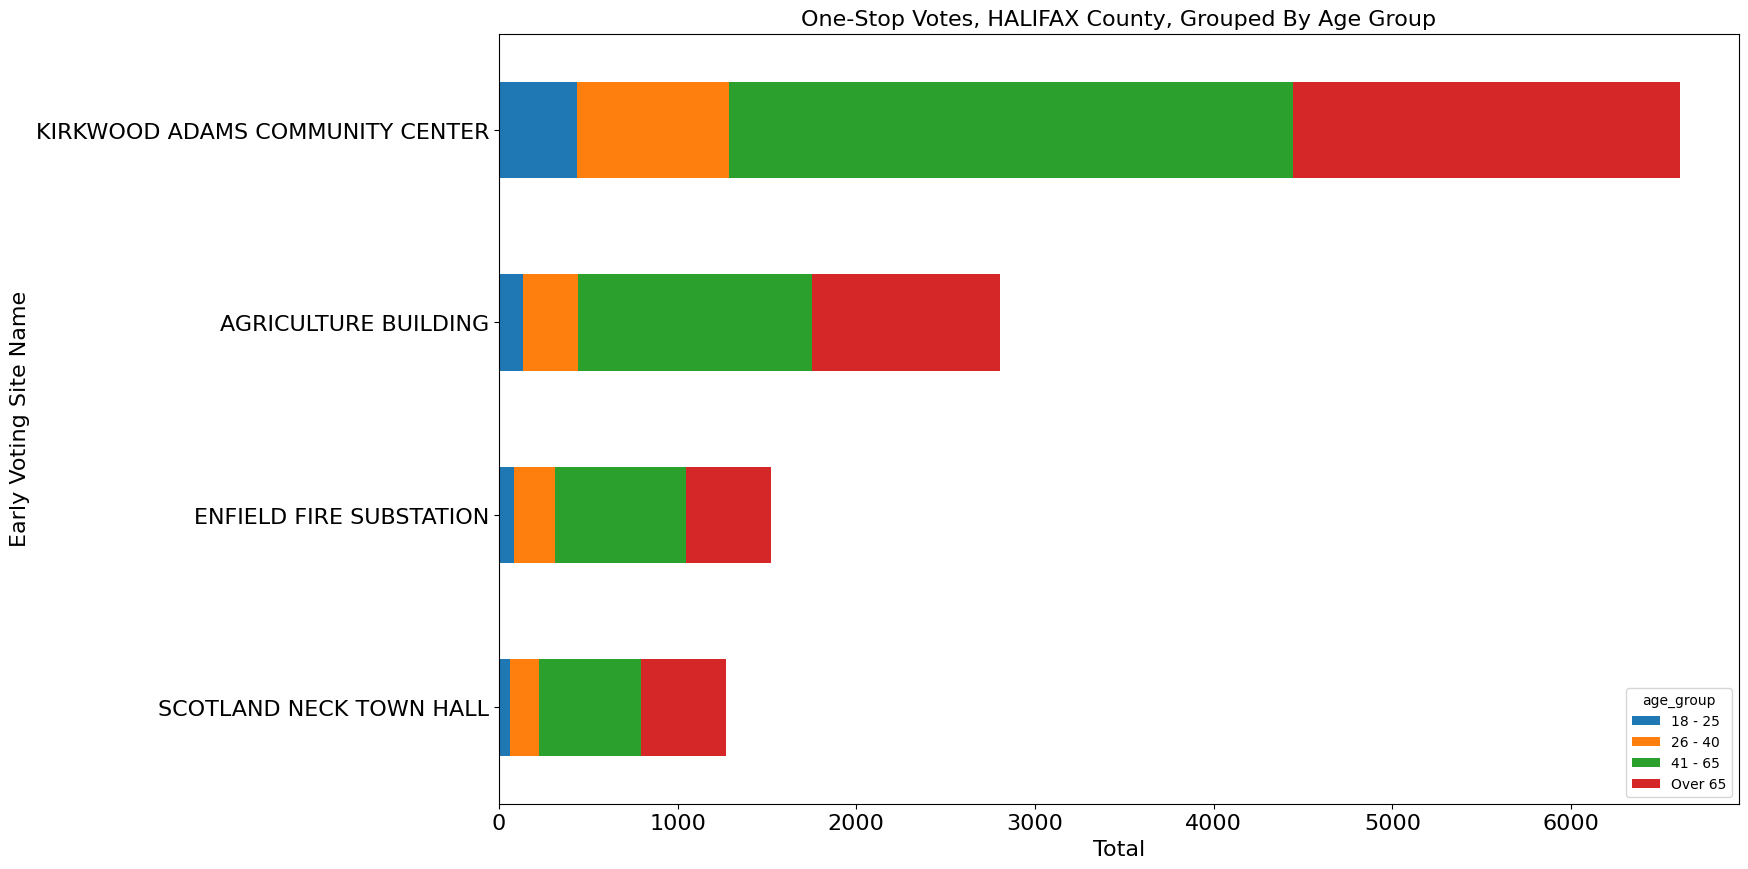 One-Stop Votes, HALIFAX County, Grouped By Age Group
Early Voting Site Name
KIRKWOOD ADAMS COMMUNITY CENTER
AGRICULTURE BUILDING
ENFIELD FIRE SUBSTATION
SCOTLAND NECK TOWN HALL
age_group
18 - 25
26 - 40
41 - 65
Over 65
0 1000 2000 3000 4000 5000 6000
Total